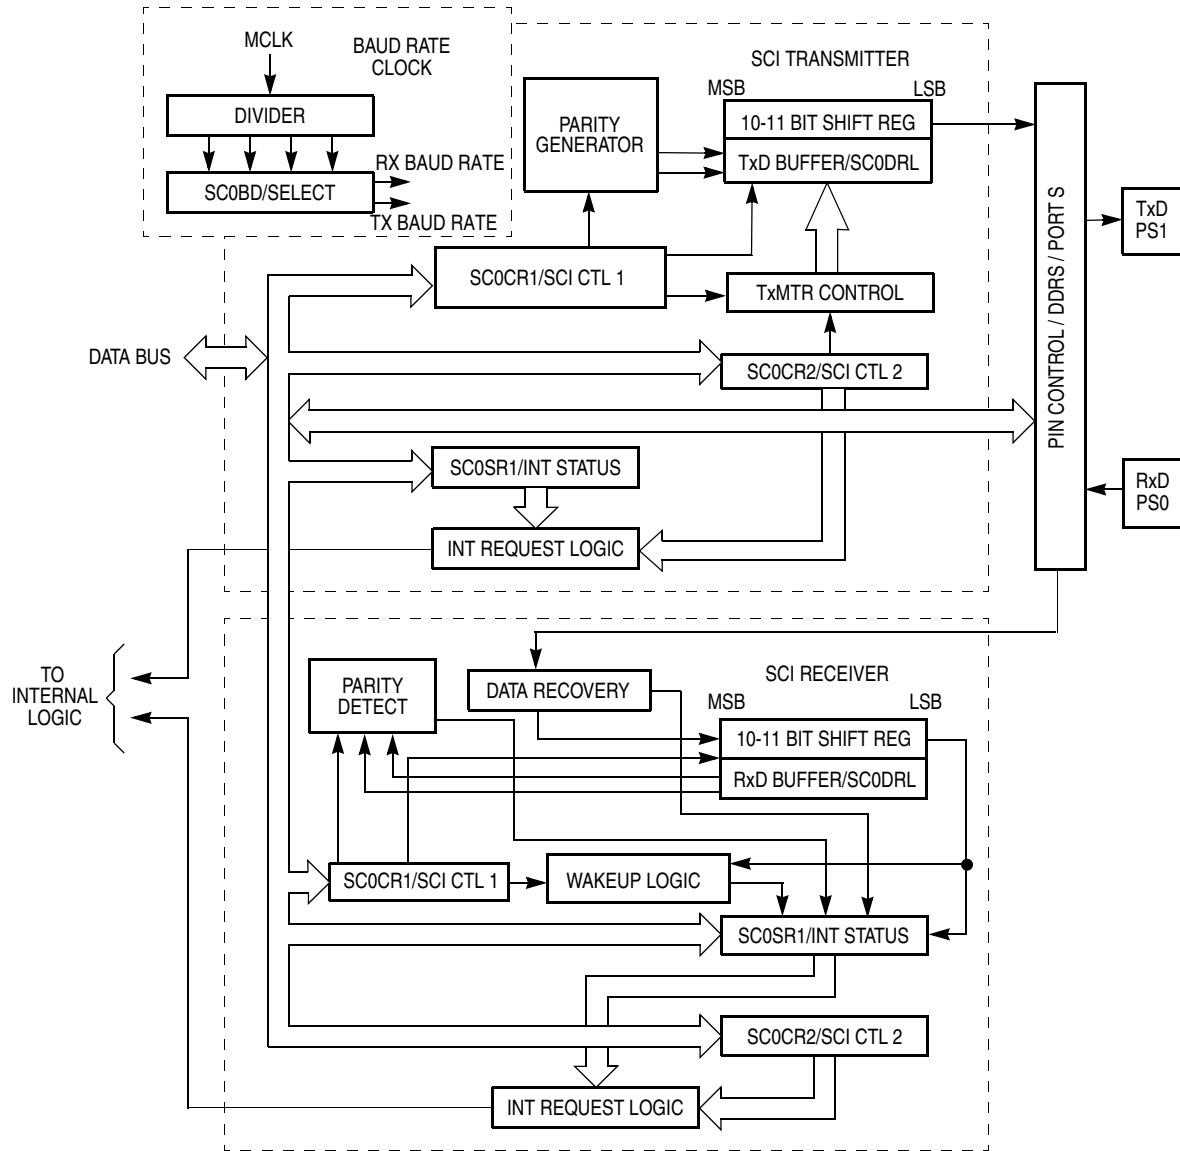 MCLK
BAUD RATE
CLOCK
DIVIDER
SC0BD/SELECT
RX BAUD RATE
TX BAUD RATE
SCI TRANSMITTER
MSB
LSB
PARITY
GENERATOR
10-11 BIT SHIFT REG
TxD BUFFER/SC0DRL
SC0CR1/SCI CTL 1
TxMTR CONTROL
DATA BUS
SC0CR2/SCI CTL 2
SC0SR1/INT STATUS
INT REQUEST LOGIC
PIN CONTROL / DDRS / PORT S
TxD
PS1
RxD
PS0
TO
INTERNAL
LOGIC
SCI RECEIVER
PARITY
DETECT
DATA RECOVERY
MSB
LSB
10-11 BIT SHIFT REG
RxD BUFFER/SC0DRL
SC0CR1/SCI CTL 1
WAKEUP LOGIC
SC0SR1/INT STATUS
SC0CR2/SCI CTL 2
INT REQUEST LOGIC